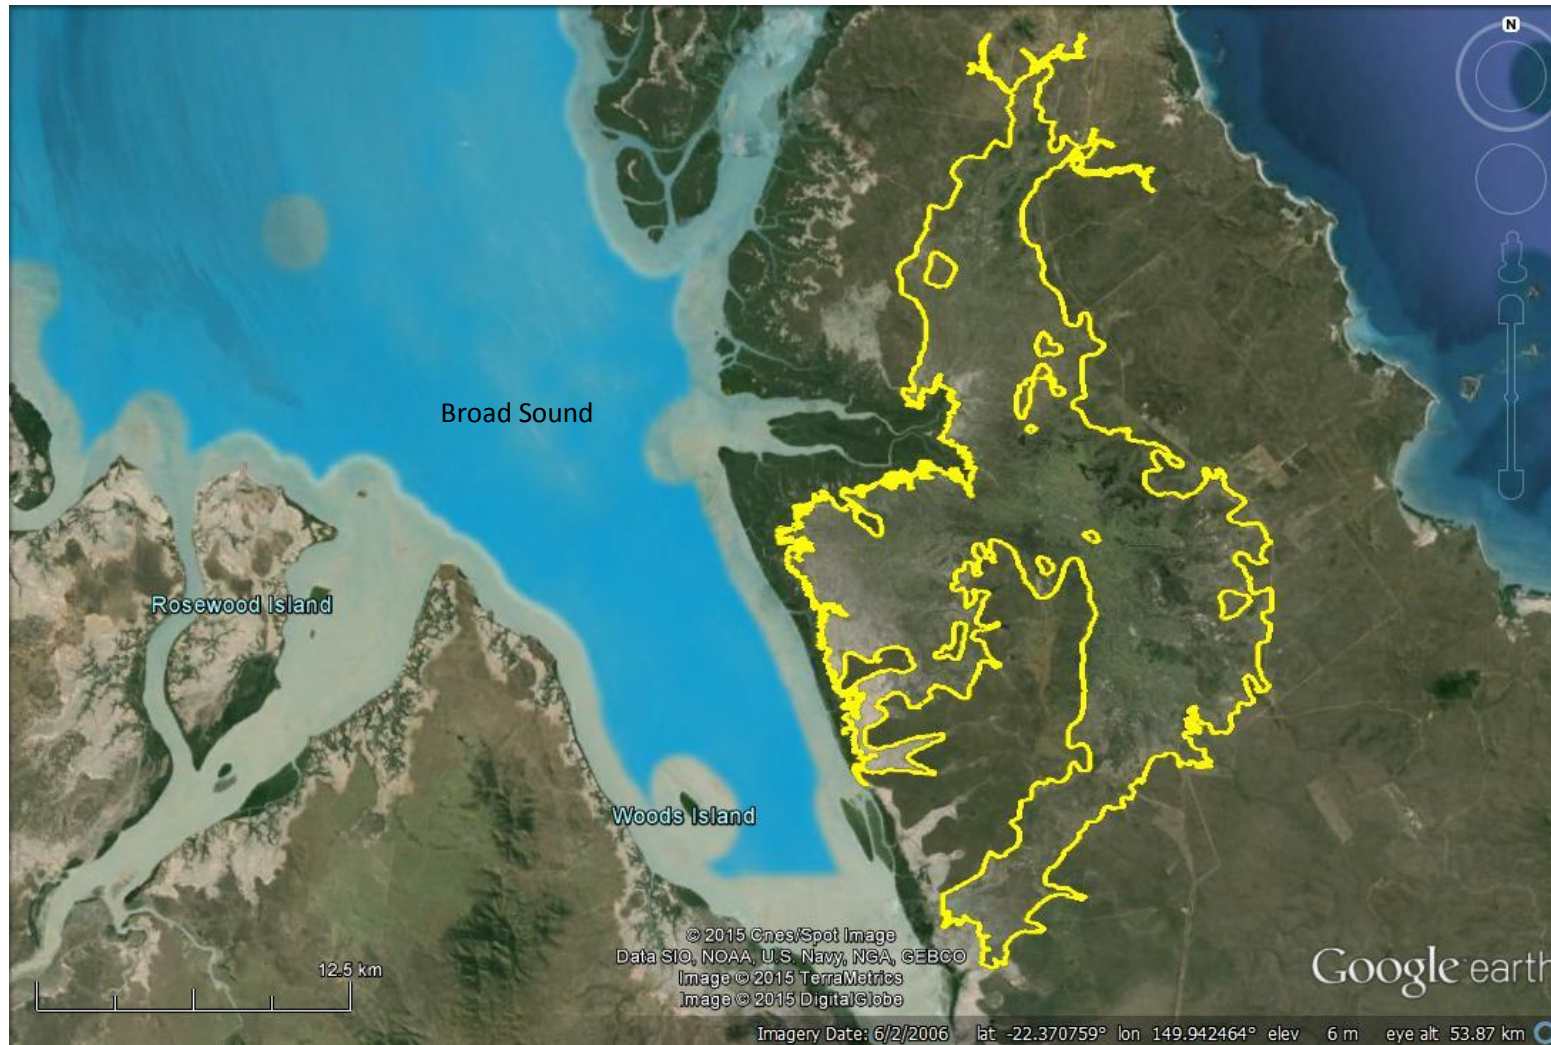 N
Broad Sound
Rosewood Island
Woods Island
© 2015 Cnes/Spot Image
Data SIO, NOAA, U.S. Navy, NGA, GEBCO
Image © 2015 TerraMetrics
Image © 2015 DigitalGlobe
12.5 km
Google earth
Imagery Date: 6/2/2006 lat -22.370759° lon 149.942464° elev 6 m eye alt 53.87 km